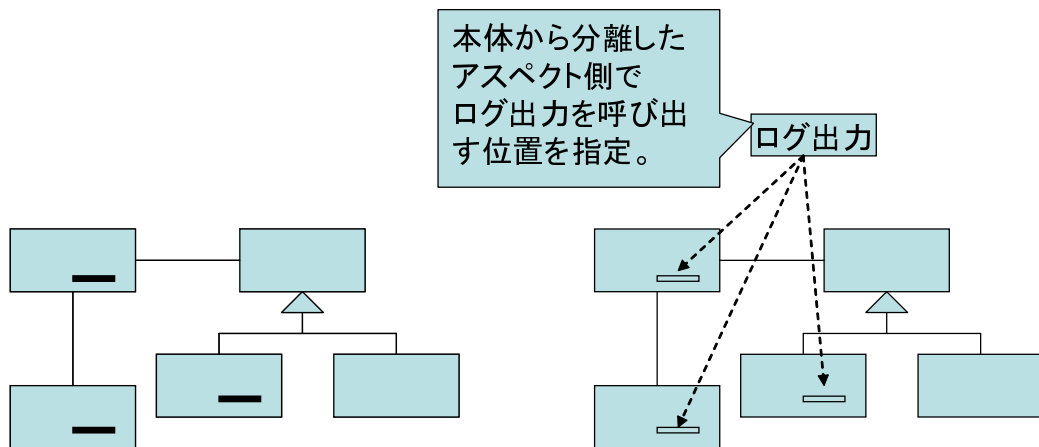 本体から分離した
アスペクト側で
ログ出力を呼び出
す位置を指定。
ログ出力